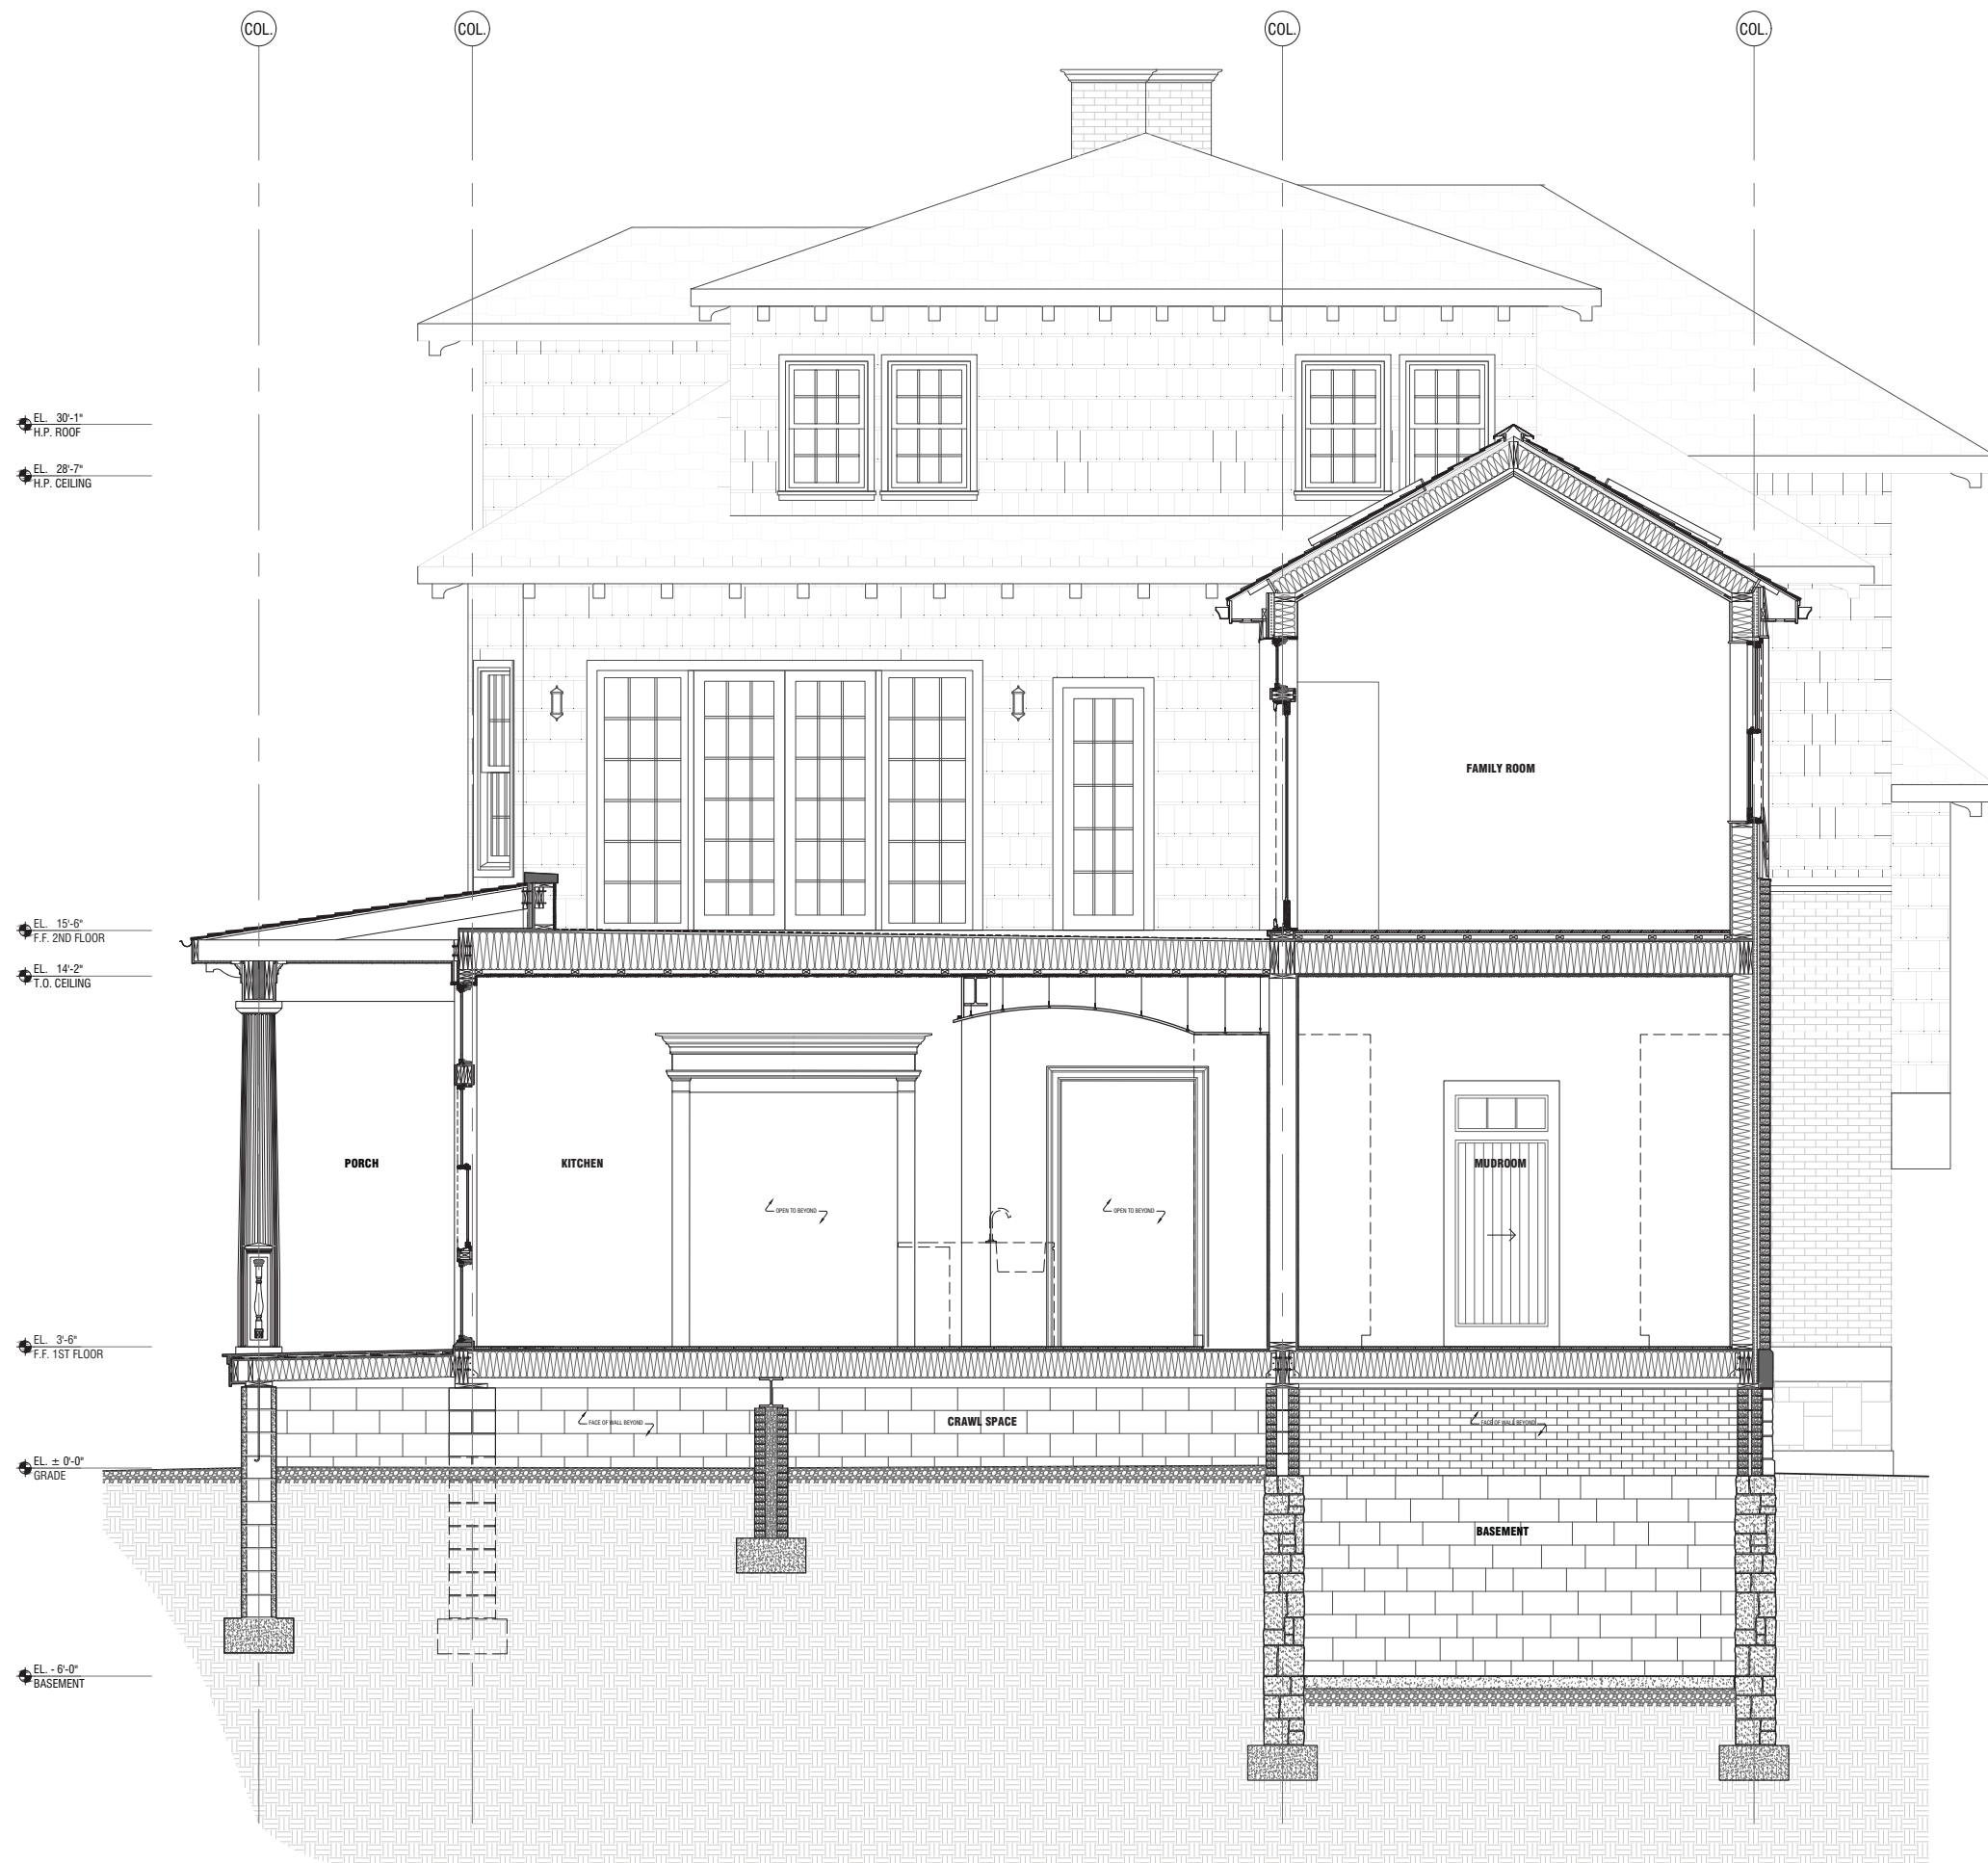 COL. COL. COL. COL.
EL. 30'-1"
H.P. ROOF
EL. 28'-7"
H.P. CEILING
FAMILY ROOM
EL. 15'-6"
F.F. 2ND FLOOR
EL. 14'-2"
T.O. CEILING
PORCH
KITCHEN
MUDROOM
OPEN TO BEYOND
OPEN TO BEYOND
EL. 3'-6"
F.F. 1ST FLOOR
FACE OF WALL BEYOND
CRAWL SPACE
FACE OF WALL BEYOND
EL. ± 0'-0"
GRADE
BASEMENT
EL. - 6'-0"
BASEMENT